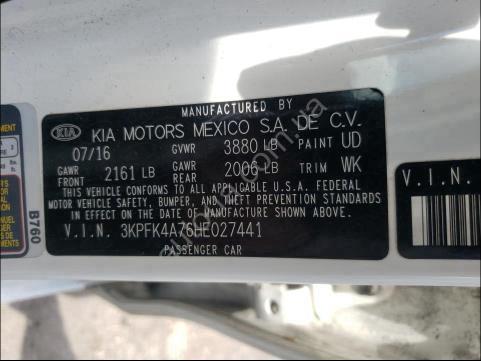 MANUFACTURED BY
KIA KIA MOTORS MEXICO S.A. DE C.V.
07/16 GVWR 3880 LB PAINT UD
GAWR FRONT 2161 LB GAWR REAR 2006 LB TRIM WK
THIS VEHICLE CONFORMS TO ALL APPLICABLE U.S.A. FEDERAL
MOTOR VEHICLE SAFETY, BUMPER, AND THEFT PREVENTION STANDARDS
IN EFFECT ON THE DATE OF MANUFACTURE SHOWN ABOVE.
V.I.N. 3KPFK4A76HE027441
PASSENGER CAR
B760
V.I.N.